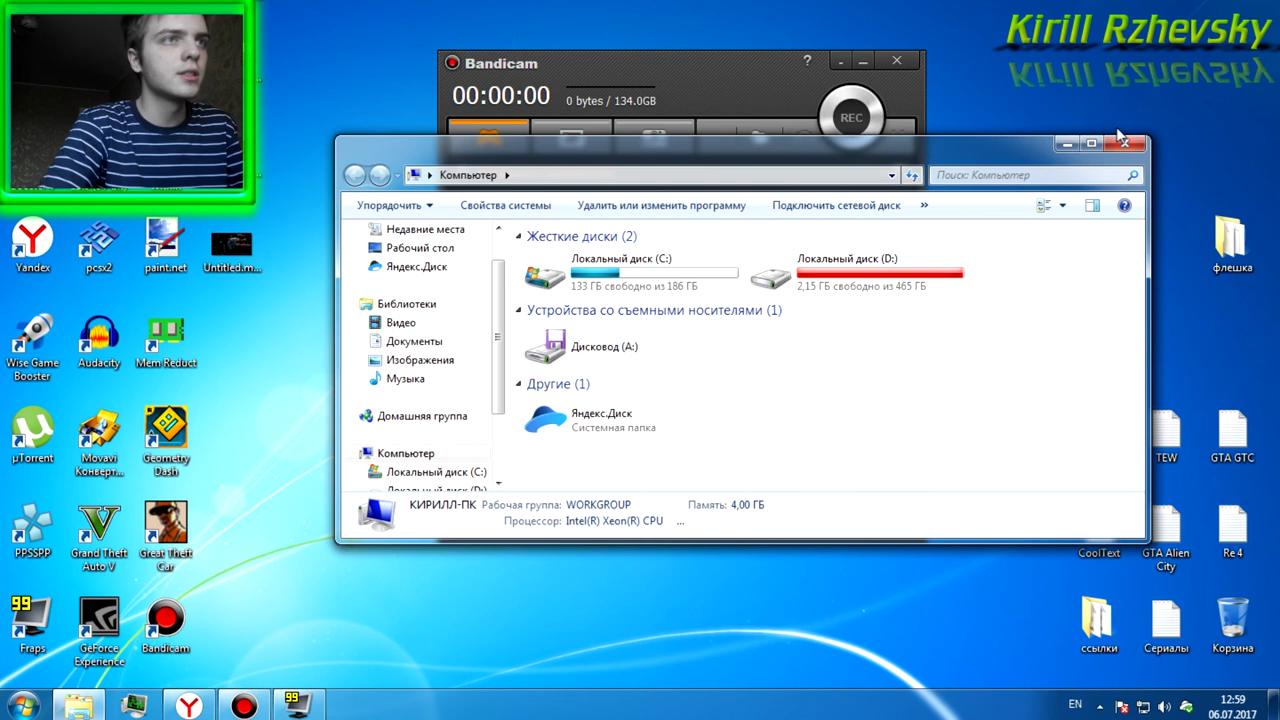 Kirill Rzhevsky
Bandicam
00:00:00
0 bytes / 134.0GB
REC
Компьютер
Поиск: Компьютер
Упорядочить
Свойства системы
Удалить или изменить программу
Подключить сетевой диск
»
Недавние места
Рабочий стол
Яндекс.Диск
Библиотеки
Видео
Документы
Изображения
Музыка
Домашняя группа
Компьютер
Локальный диск (C:)
Локальный диск (D:)
Жесткие диски (2)
Локальный диск (C:)
133 ГБ свободно из 186 ГБ
Локальный диск (D:)
2,15 ГБ свободно из 465 ГБ
Устройства со съемными носителями (1)
Дисковод (A:)
Другие (1)
Яндекс.Диск
Системная папка
КИРИЛЛ-ПК Рабочая группа: WORKGROUP Память: 4,00 ГБ
Процессор: Intel(R) Xeon(R) CPU ...
Yandex
pcsx2
paint.net
Untitled.m...
Wise Game
Booster
Audacity
Mem Reduct
µTorrent
Movavi
Конверт...
Geometry
Dash
PPSSPP
Grand Theft
Auto V
Great Theft
Car
99
Fraps
GeForce
Experience
Bandicam
флешка
TEW
GTA GTC
CoolText
GTA Alien
City
Re 4
ссылки
Сериалы
Корзина
99
EN
12:59
06.07.2017